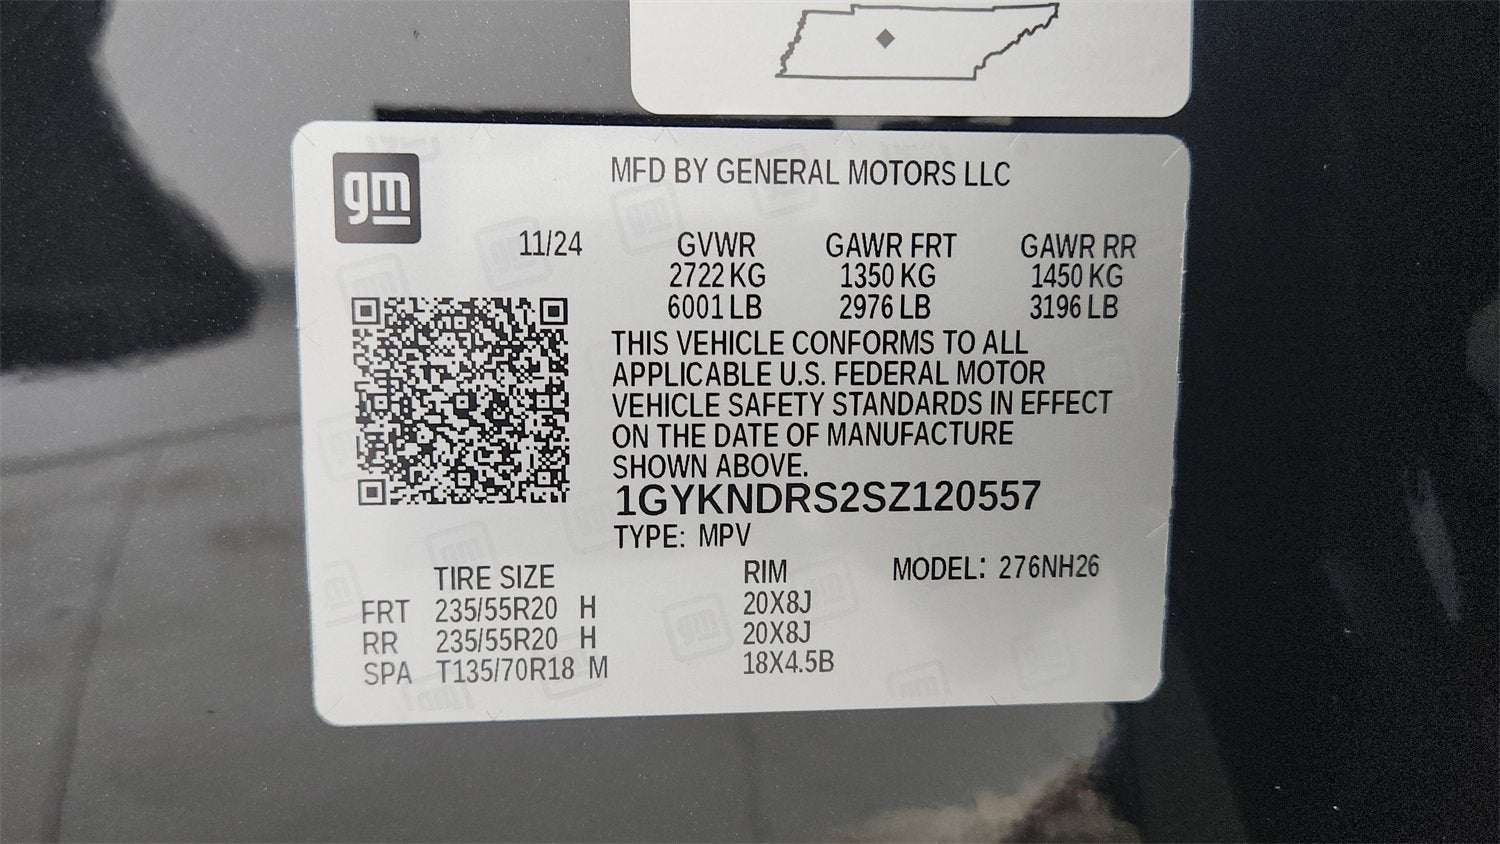 gm
MFD BY GENERAL MOTORS LLC
11/24 GVWR GAWR FRT GAWR RR
2722 KG 1350 KG 1450 KG
6001 LB 2976 LB 3196 LB
THIS VEHICLE CONFORMS TO ALL
APPLICABLE U.S. FEDERAL MOTOR
VEHICLE SAFETY STANDARDS IN EFFECT
ON THE DATE OF MANUFACTURE
SHOWN ABOVE.
1GYKNDRS2SZ120557
TYPE: MPV
TIRE SIZE RIM MODEL: 276NH26
FRT 235/55R20 H 20X8J
RR 235/55R20 H 20X8J
SPA T135/70R18 M 18X4.5B